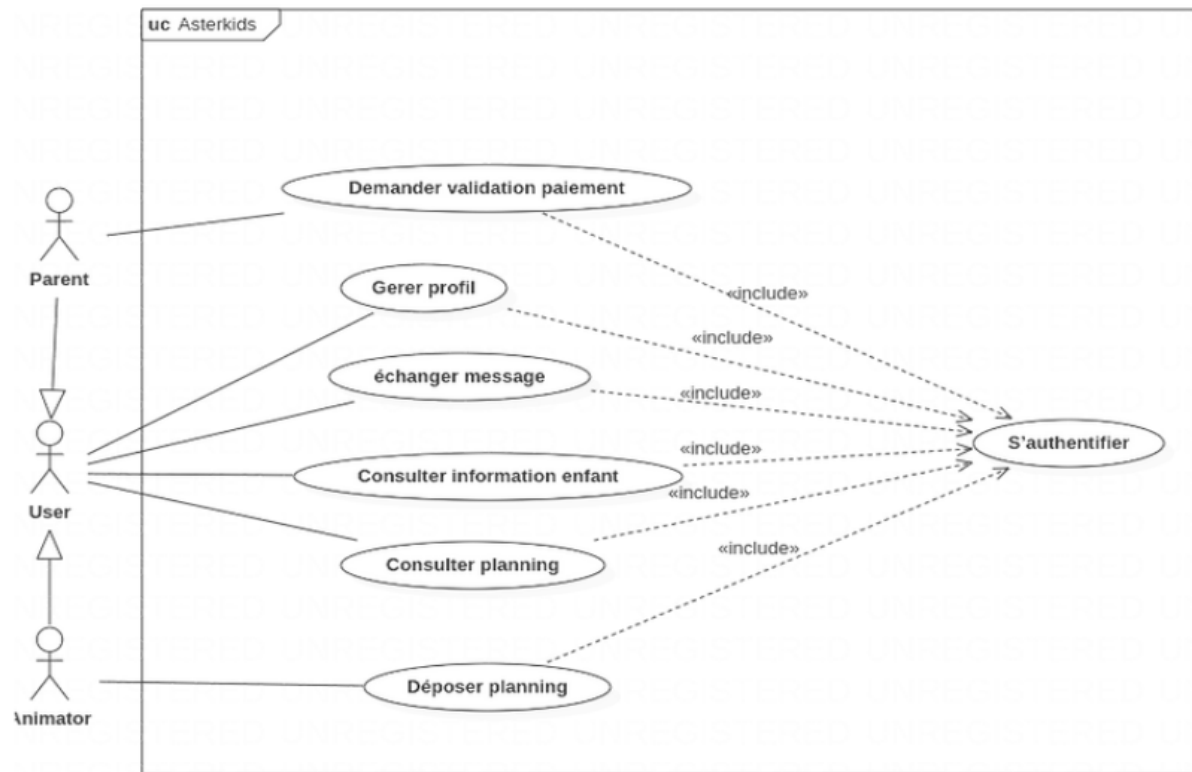 uc Asterkids
Demander validation paiement
Parent
Gerer profil
«include»
«include»
échanger message
«include»
S'authentifier
User
Consulter information enfant
«include»
«include»
Consulter planning
«include»
Animator
Déposer planning
UNREGISTERED